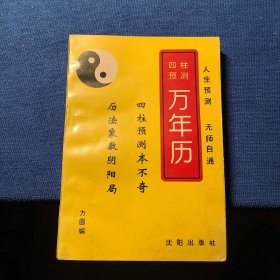 四柱
预测
万年历
人生预测　无师自通
四柱预测本不奇
历法象数阴阳局
方圆编
沈阳出版社